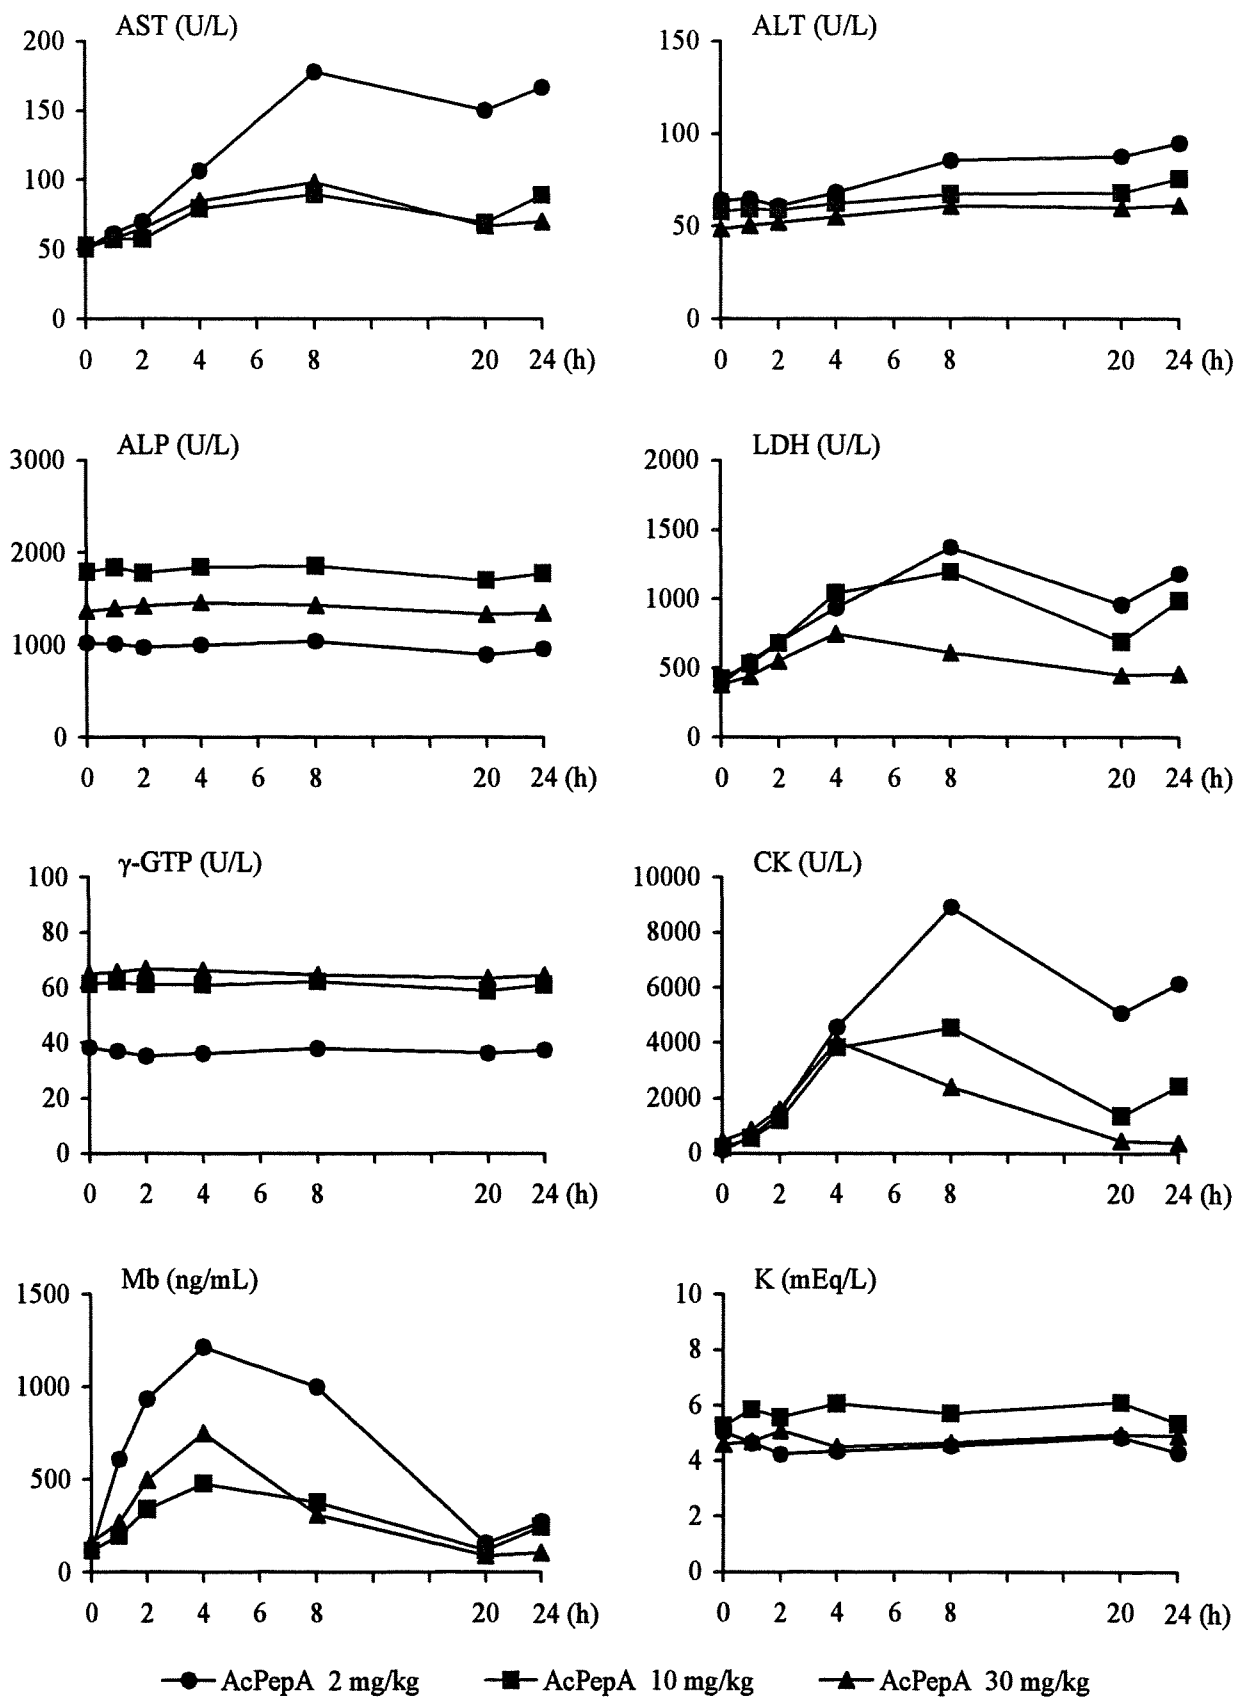 AST (U/L)
200
150
100
50
0
0 2 4 6 8 20 24 (h)
ALT (U/L)
150
100
50
0
0 2 4 6 8 20 24 (h)
ALP (U/L)
3000
2000
1000
0
0 2 4 6 8 20 24 (h)
LDH (U/L)
2000
1500
1000
500
0
0 2 4 6 8 20 24 (h)
γ-GTP (U/L)
100
80
60
40
20
0
0 2 4 6 8 20 24 (h)
CK (U/L)
10000
8000
6000
4000
2000
0
0 2 4 6 8 20 24 (h)
Mb (ng/mL)
1500
1000
500
0
0 2 4 6 8 20 24 (h)
K (mEq/L)
10
8
6
4
2
0
0 2 4 6 8 20 24 (h)
AcPepA 2 mg/kg AcPepA 10 mg/kg AcPepA 30 mg/kg